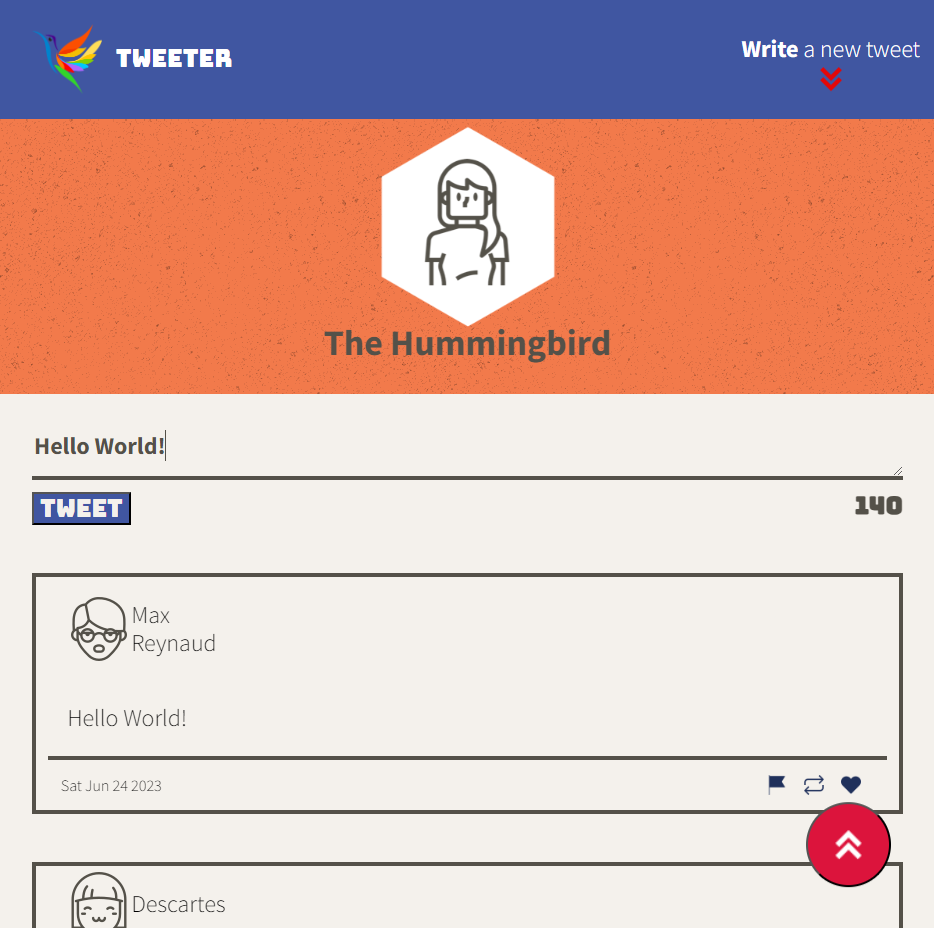 TWEETER
Write a new tweet
The Hummingbird
Hello World!
TWEET
140
Max
Reynaud
Hello World!
Sat Jun 24 2023
Descartes